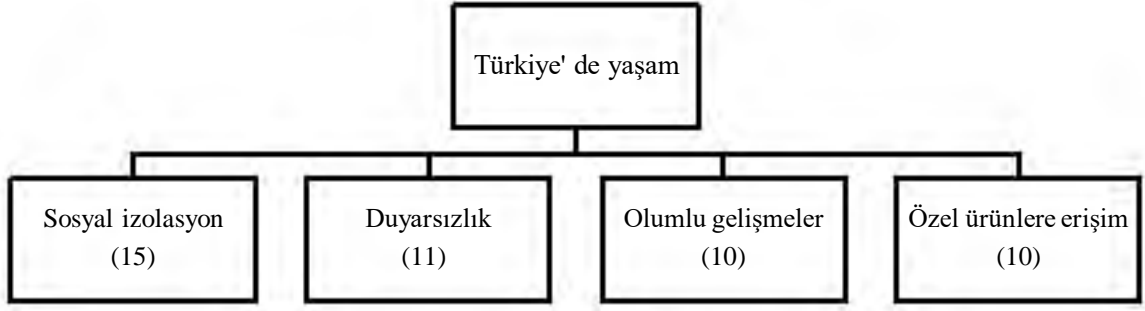 Türkiye' de yaşam
Sosyal izolasyon
(15)
Duyarsızlık
(11)
Olumlu gelişmeler
(10)
Özel ürünlere erişim
(10)